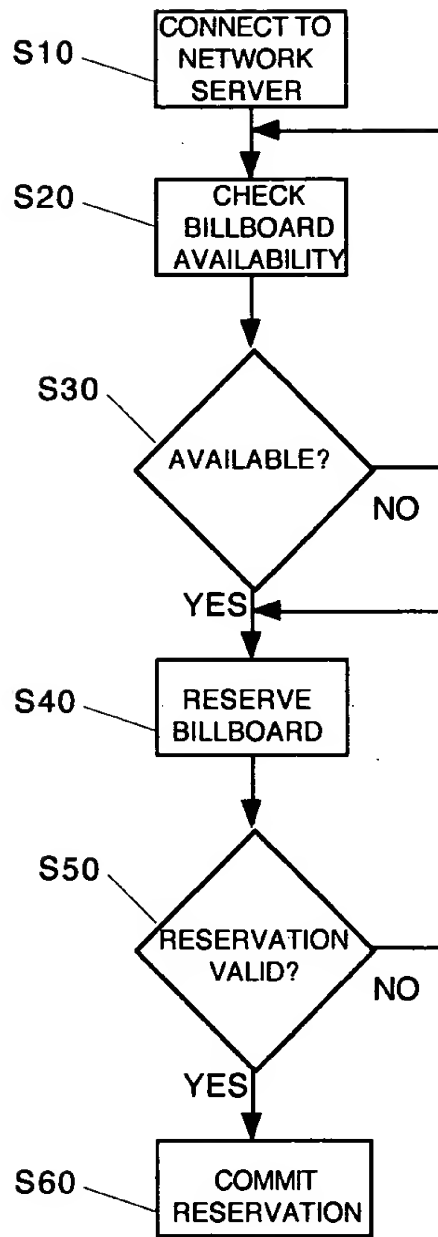 S10
CONNECT TO
NETWORK
SERVER
S20
CHECK
BILLBOARD
AVAILABILITY
S30
AVAILABLE?
NO
YES
S40
RESERVE
BILLBOARD
S50
RESERVATION
VALID?
NO
YES
S60
COMMIT
RESERVATION